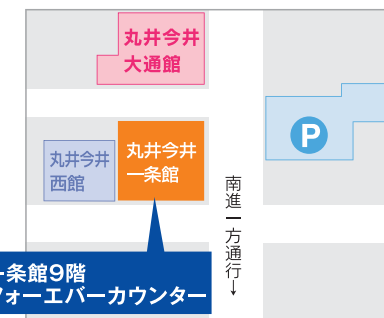 丸井今井
大通館
P
丸井今井
西館
丸井今井
一条館
南進一方通行→
一条館9階
フォーエバーカウンター